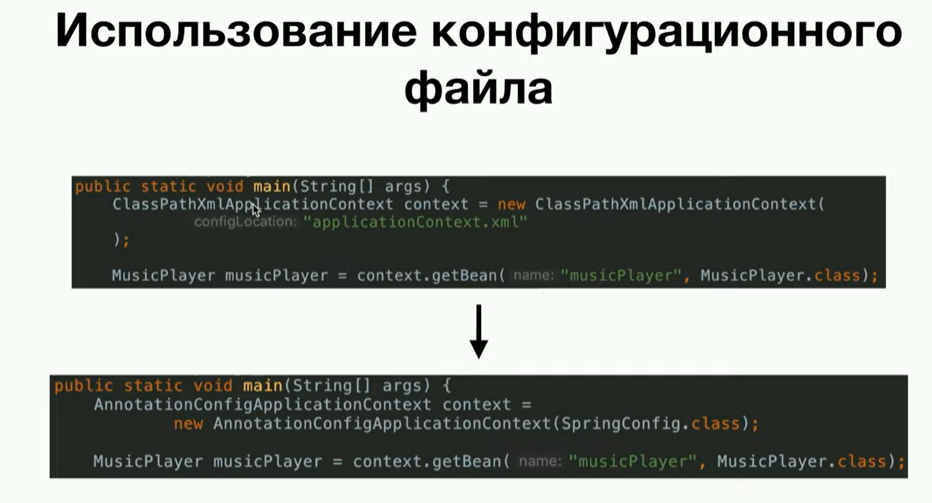 Использование конфигурационного
файла
public static void main(String[] args) {
ClassPathXmlApplicationContext context = new ClassPathXmlApplicationContext(
configLocation: "applicationContext.xml"
);
MusicPlayer musicPlayer = context.getBean( name: "musicPlayer", MusicPlayer.class);
public static void main(String[] args) {
AnnotationConfigApplicationContext context =
new AnnotationConfigApplicationContext(SpringConfig.class);
MusicPlayer musicPlayer = context.getBean( name: "musicPlayer", MusicPlayer.class);